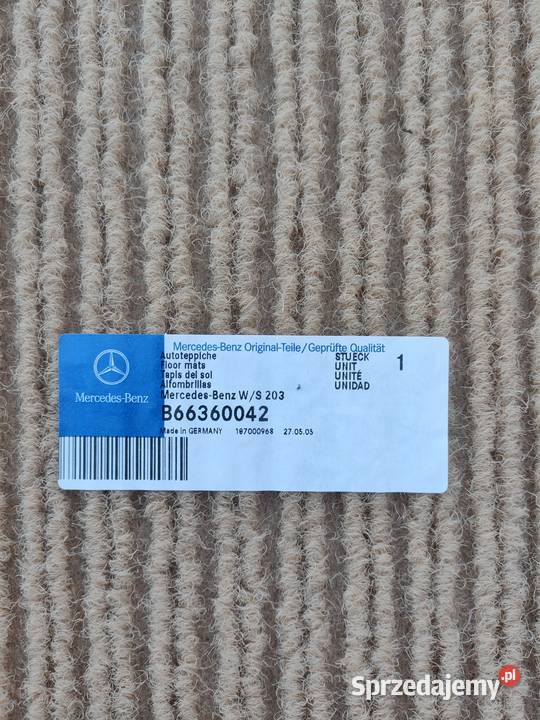 Mercedes-Benz Original-Teile/Geprüfte Qualität
Autoteppiche STUECK 1
Floor mats UNIT
Tapis del sol UNITÉ
Alfombrillas UNIDAD
Mercedes-Benz W/S 203
Mercedes-Benz
B66360042
Made in GERMANY 187000968 27.05.05
Sprzedajemy.pl